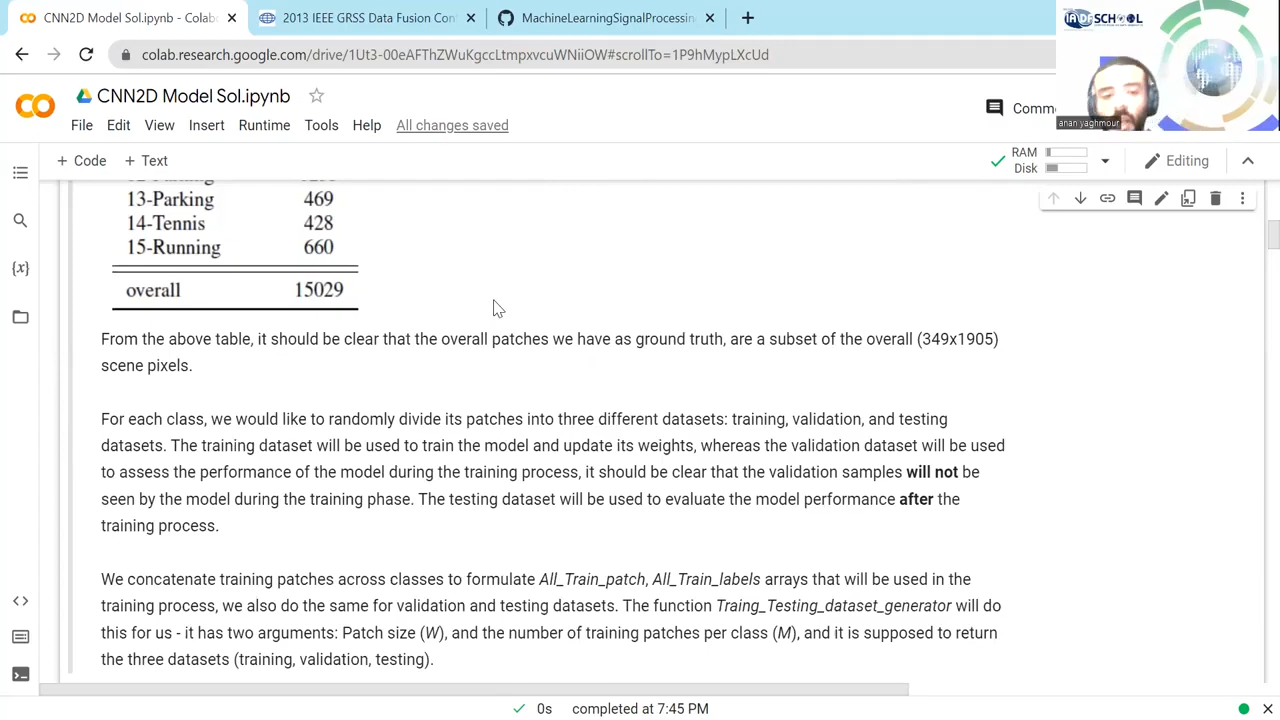 CNN2D Model Sol.ipynb - Colab
2013 IEEE GRSS Data Fusion Cont
MachineLearningSignalProcessin
colab.research.google.com/drive/1Ut3-00eAFThZWuKgccLtnpxvcuWNiiOW#scrollTo=1P9hMypLXcUd
IADFSCHOOL
anan yaghmour
CNN2D Model Sol.ipynb
File Edit View Insert Runtime Tools Help All changes saved
Comme
+ Code + Text
RAM
Disk
Editing
13-Parking 469
14-Tennis 428
15-Running 660
overall 15029
From the above table, it should be clear that the overall patches we have as ground truth, are a subset of the overall (349x1905)
scene pixels.
For each class, we would like to randomly divide its patches into three different datasets: training, validation, and testing
datasets. The training dataset will be used to train the model and update its weights, whereas the validation dataset will be used
to assess the performance of the model during the training process, it should be clear that the validation samples will not be
seen by the model during the training phase. The testing dataset will be used to evaluate the model performance after the
training process.
We concatenate training patches across classes to formulate All_Train_patch, All_Train_labels arrays that will be used in the
training process, we also do the same for validation and testing datasets. The function Traing_Testing_dataset_generator will do
this for us - it has two arguments: Patch size (W), and the number of training patches per class (M), and it is supposed to return
the three datasets (training, validation, testing).
0s completed at 7:45 PM